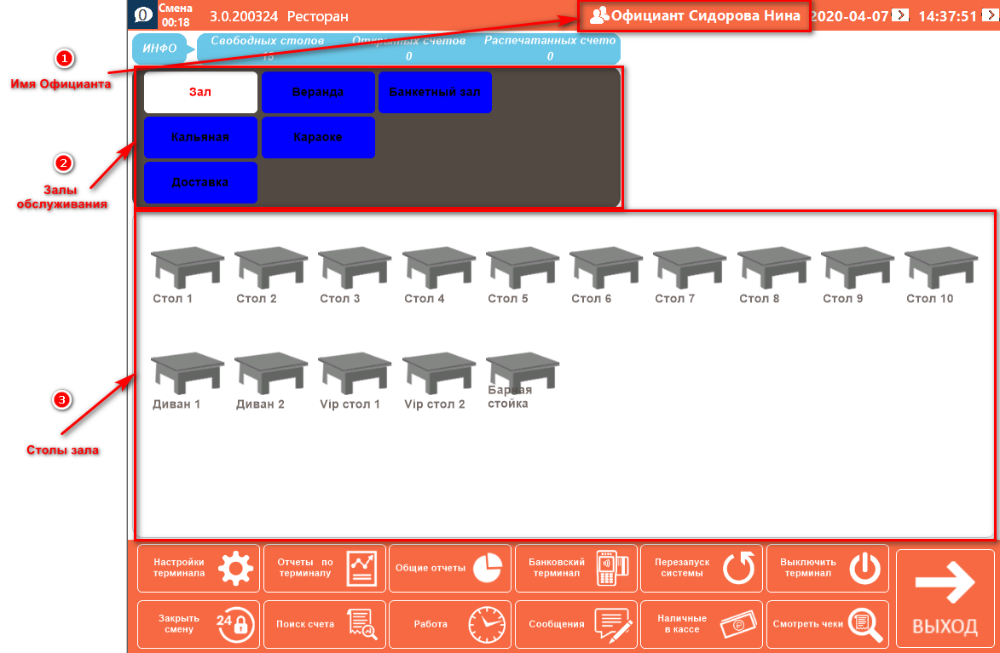 0
Смена
00:18
3.0.200324 Ресторан
Официант Сидорова Нина
2020-04-07
14:37:51
ИНФО
Свободных столов
Открытых счетов
Распечатанных счето
15
0
0
1
Имя Официанта
Зал
Веранда
Банкетный зал
Кальяная
Караоке
Доставка
2
Залы
обслуживания
Стол 1
Стол 2
Стол 3
Стол 4
Стол 5
Стол 6
Стол 7
Стол 8
Стол 9
Стол 10
Диван 1
Диван 2
Vip стол 1
Vip стол 2
Барная
стойка
3
Столы зала
Настройки
терминала
Отчеты по
терминалу
Общие отчеты
Банковский
терминал
Перезапуск
системы
Выключить
терминал
Закрыть
смену
24
Поиск счета
Работа
Сообщения
Наличные
в кассе
₽
Смотреть чеки
ВЫХОД